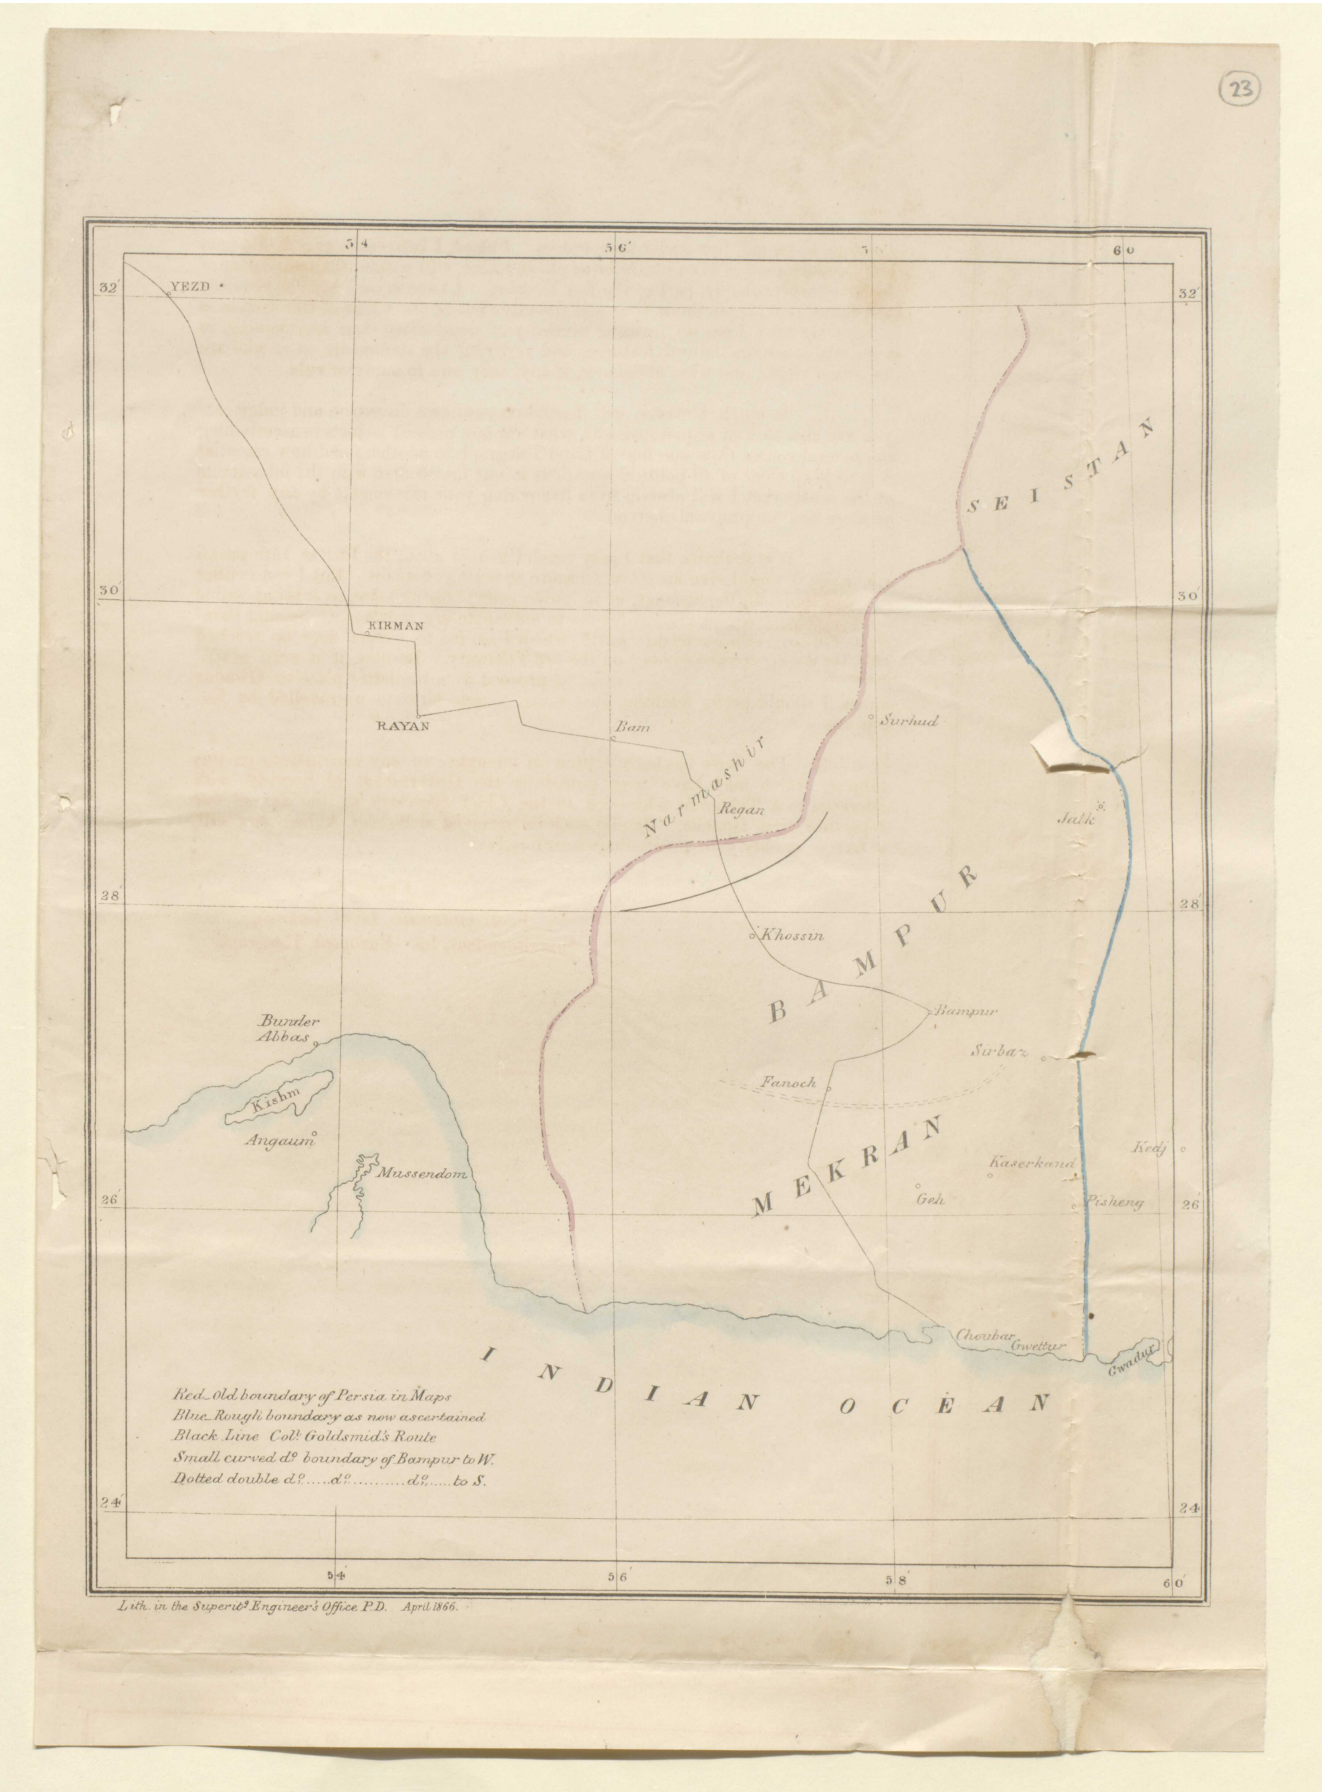 23
54 56 60
32 YEZD 32
SEISTAN
30 30
KIRMAN
RAYAN
Bam
Surhud
Narmashir
Regan
Jalk
28 28
Khossin
BAMPUR
Bampur
Bunder
Abbas
Sirbaz
Fanoch
Kishm
Angaum
MEKRAN
Kedj
Mussendom
Kaserkand
Geh
Pisheng
26 26
Choubar
Gwettur
Gwadur
INDIAN OCEAN
Red_Old boundary of Persia in Maps
Blue_Rough boundary as now ascertained
Black Line Colˡ. Goldsmid's Route
Small curved dº boundary of Bampur to W.
Dotted double dº.....dº...........dº......to S.
24 24
54 56 58 60
Lith. in the Superitᵍ. Engineer's Office P.D. April 1866.